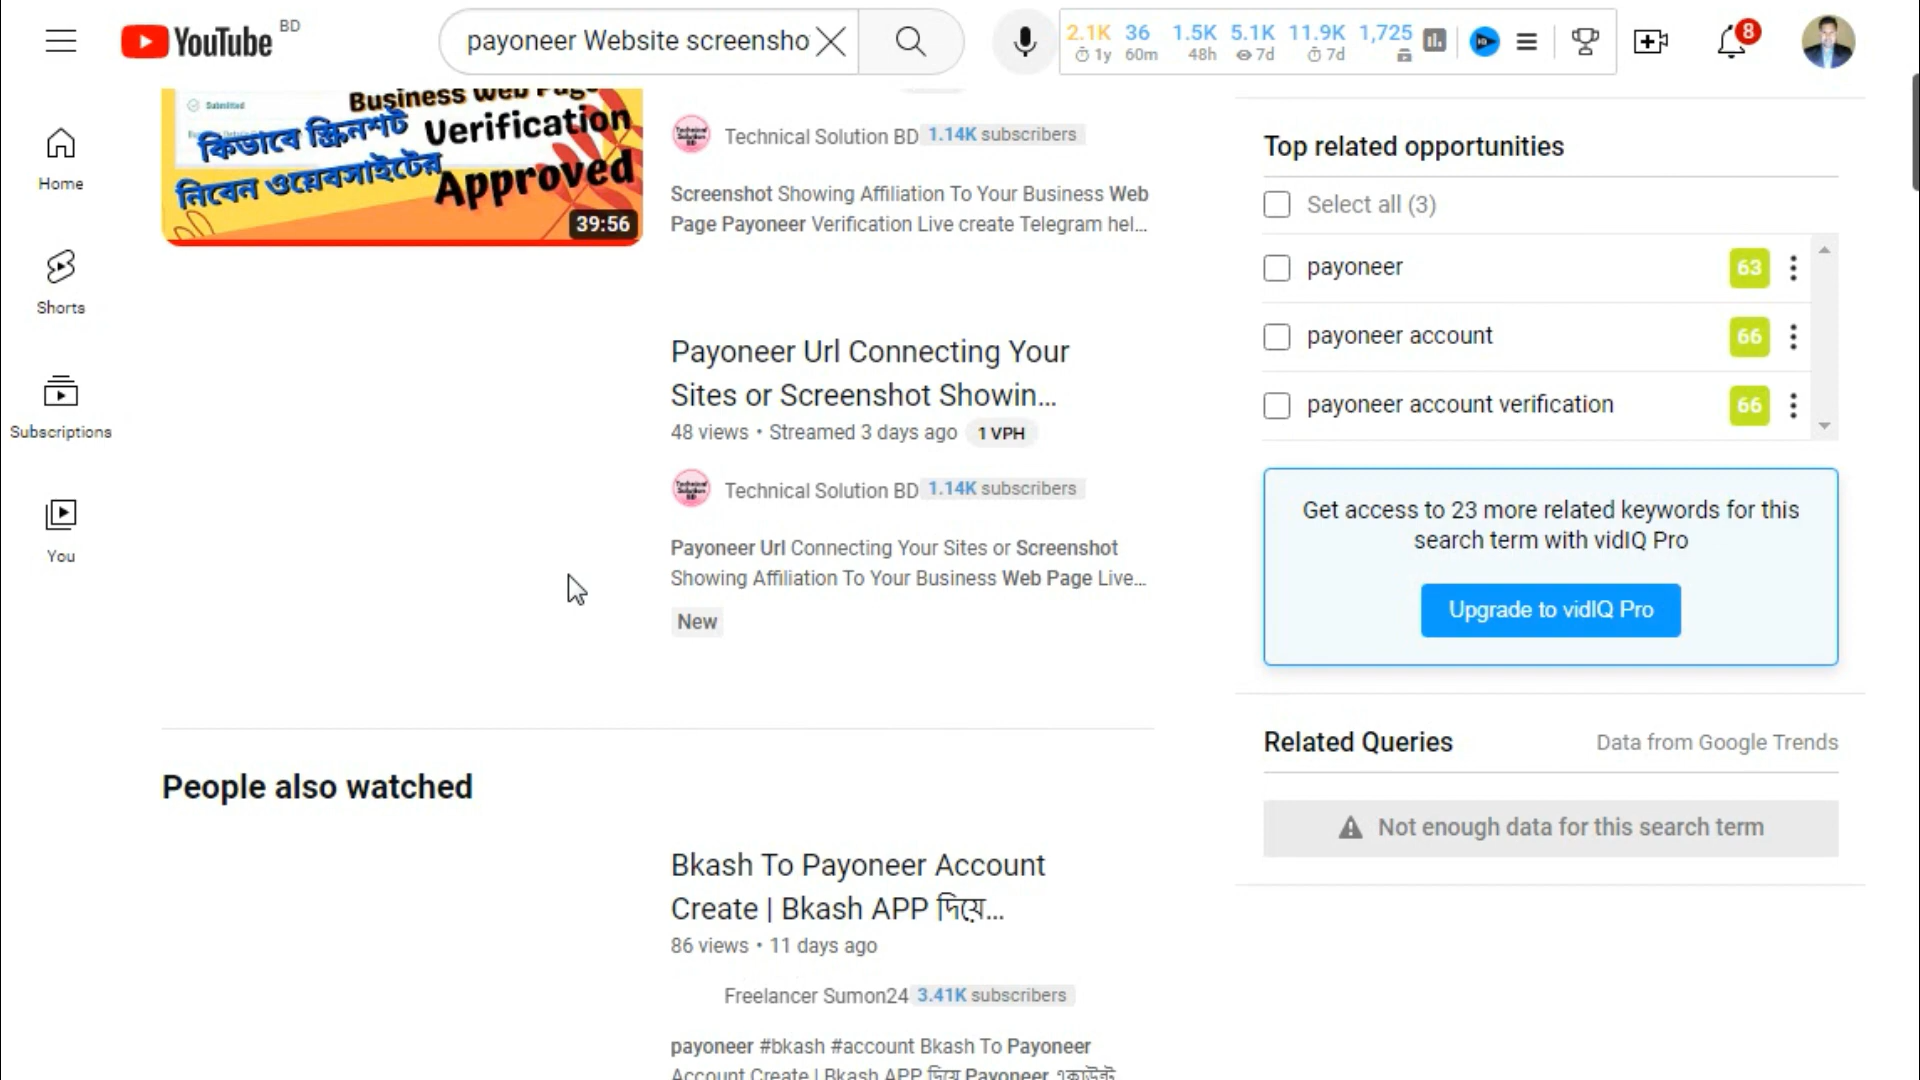 YouTube BD
payoneer Website screensho
2.1K 36 1.5K 5.1K 11.9K 1,725
1y 60m 48h 7d 7d
8
Home
Shorts
Subscriptions
You
Submitted
Business Web Page
কিভাবে স্ক্রিনশট Verification
নিবেন ওয়েবসাইটের Approved
39:56
Technical Solution BD 1.14K subscribers
Screenshot Showing Affiliation To Your Business Web
Page Payoneer Verification Live create Telegram hel...
Payoneer Url Connecting Your
Sites or Screenshot Showin...
48 views • Streamed 3 days ago 1 VPH
Technical Solution BD 1.14K subscribers
Payoneer Url Connecting Your Sites or Screenshot
Showing Affiliation To Your Business Web Page Live...
New
People also watched
Bkash To Payoneer Account
Create | Bkash APP দিয়ে...
86 views • 11 days ago
Freelancer Sumon24 3.41K subscribers
payoneer #bkash #account Bkash To Payoneer
Account Create | Bkash APP দিয়ে Payoneer একাউন্ট
Top related opportunities
Select all (3)
payoneer 63
payoneer account 66
payoneer account verification 66
Get access to 23 more related keywords for this
search term with vidIQ Pro
Upgrade to vidIQ Pro
Related Queries Data from Google Trends
Not enough data for this search term